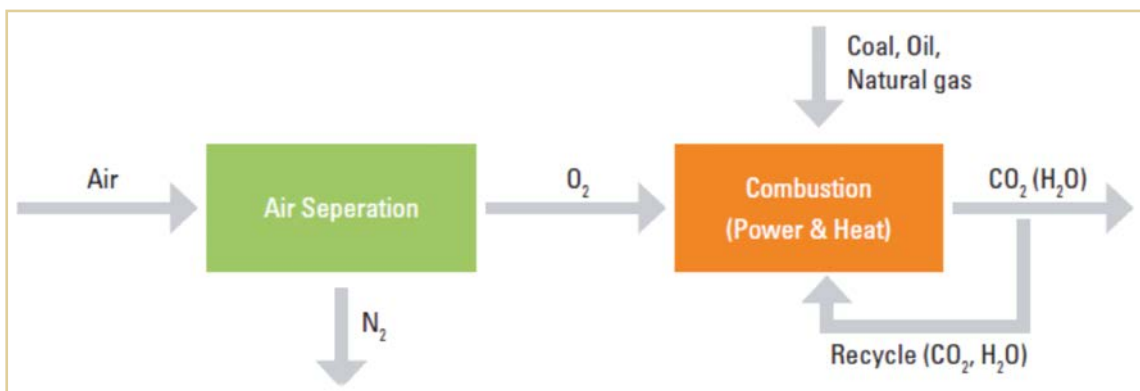 Coal, Oil,
Natural gas
Air
Air Seperation
O₂
Combustion
(Power & Heat)
CO₂ (H₂O)
N₂
Recycle (CO₂, H₂O)